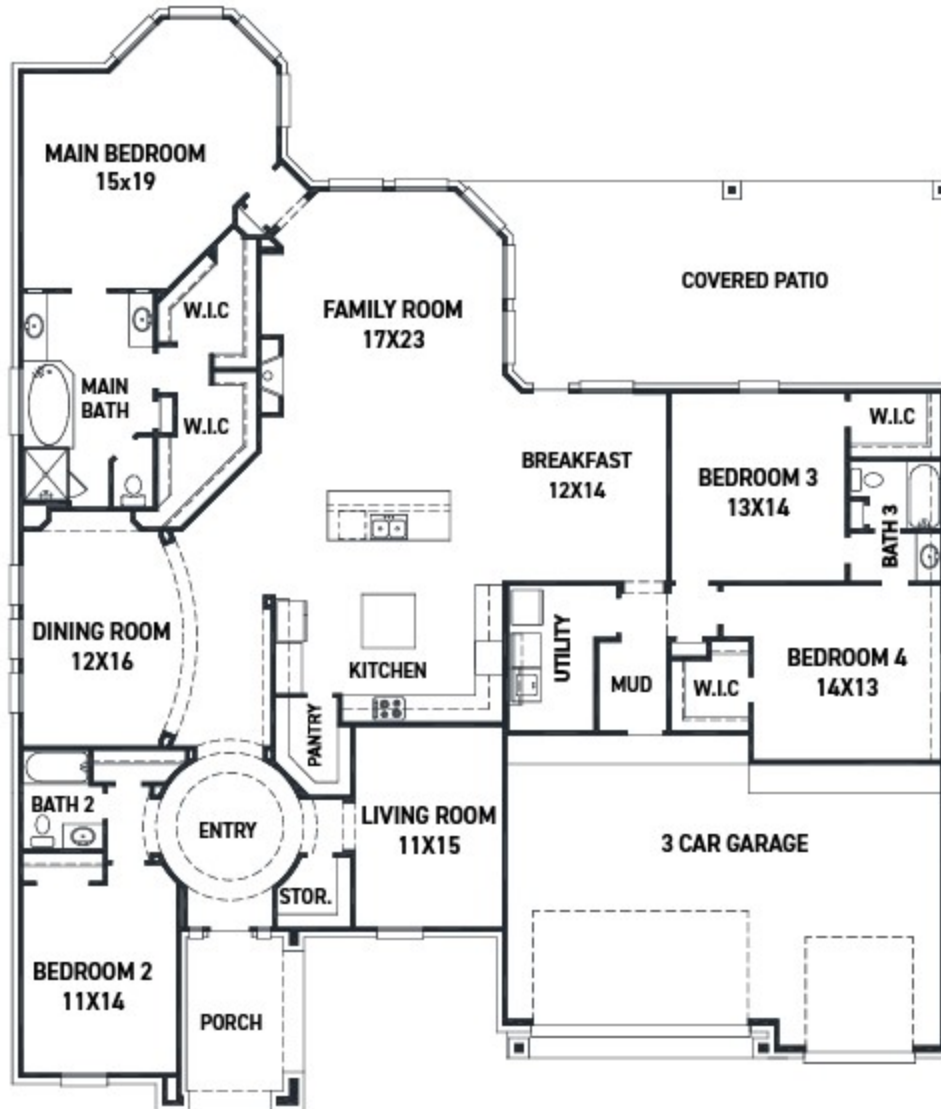 MAIN BEDROOM
15x19
COVERED PATIO
W.I.C
FAMILY ROOM
17X23
MAIN
BATH
W.I.C
W.I.C
BREAKFAST
12X14
BEDROOM 3
13X14
BATH 3
DINING ROOM
12X16
KITCHEN
UTILITY
MUD
W.I.C
BEDROOM 4
14X13
PANTRY
BATH 2
ENTRY
LIVING ROOM
11X15
3 CAR GARAGE
STOR.
BEDROOM 2
11X14
PORCH